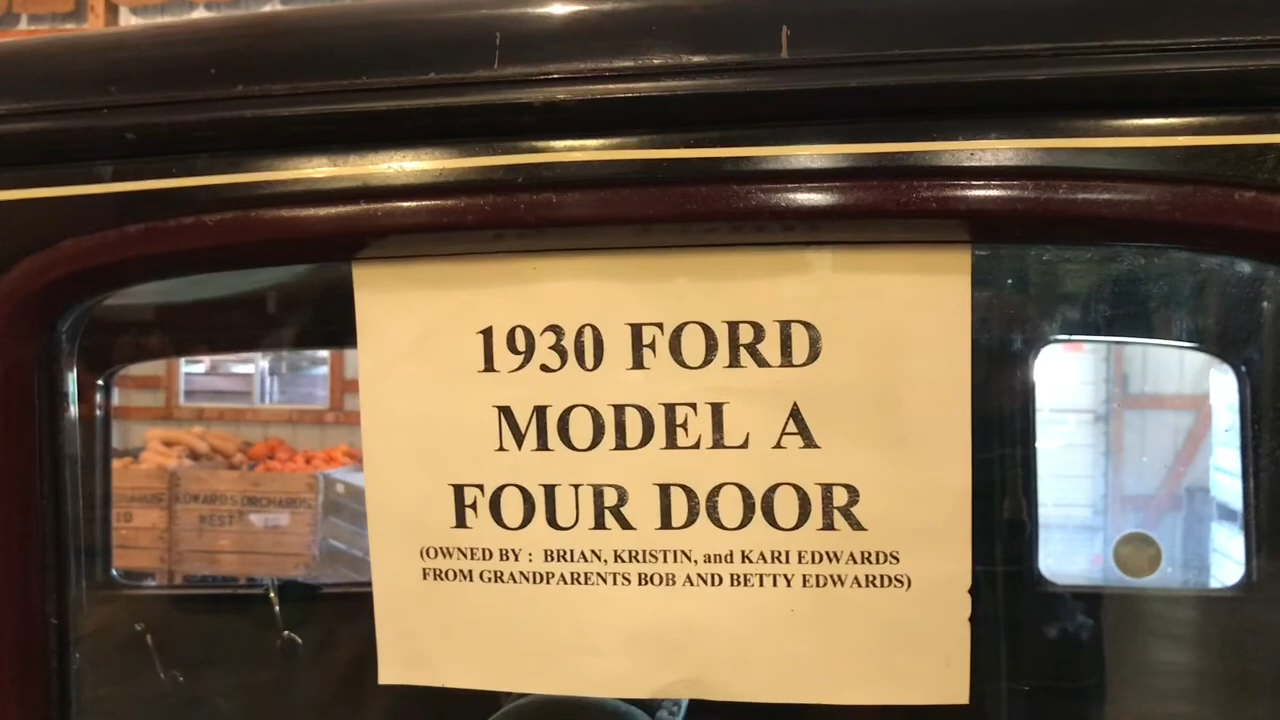 1930 FORD
MODEL A
FOUR DOOR
(OWNED BY : BRIAN, KRISTIN, and KARI EDWARDS
FROM GRANDPARENTS BOB AND BETTY EDWARDS)
EDWARDS ORCHARDS
WEST